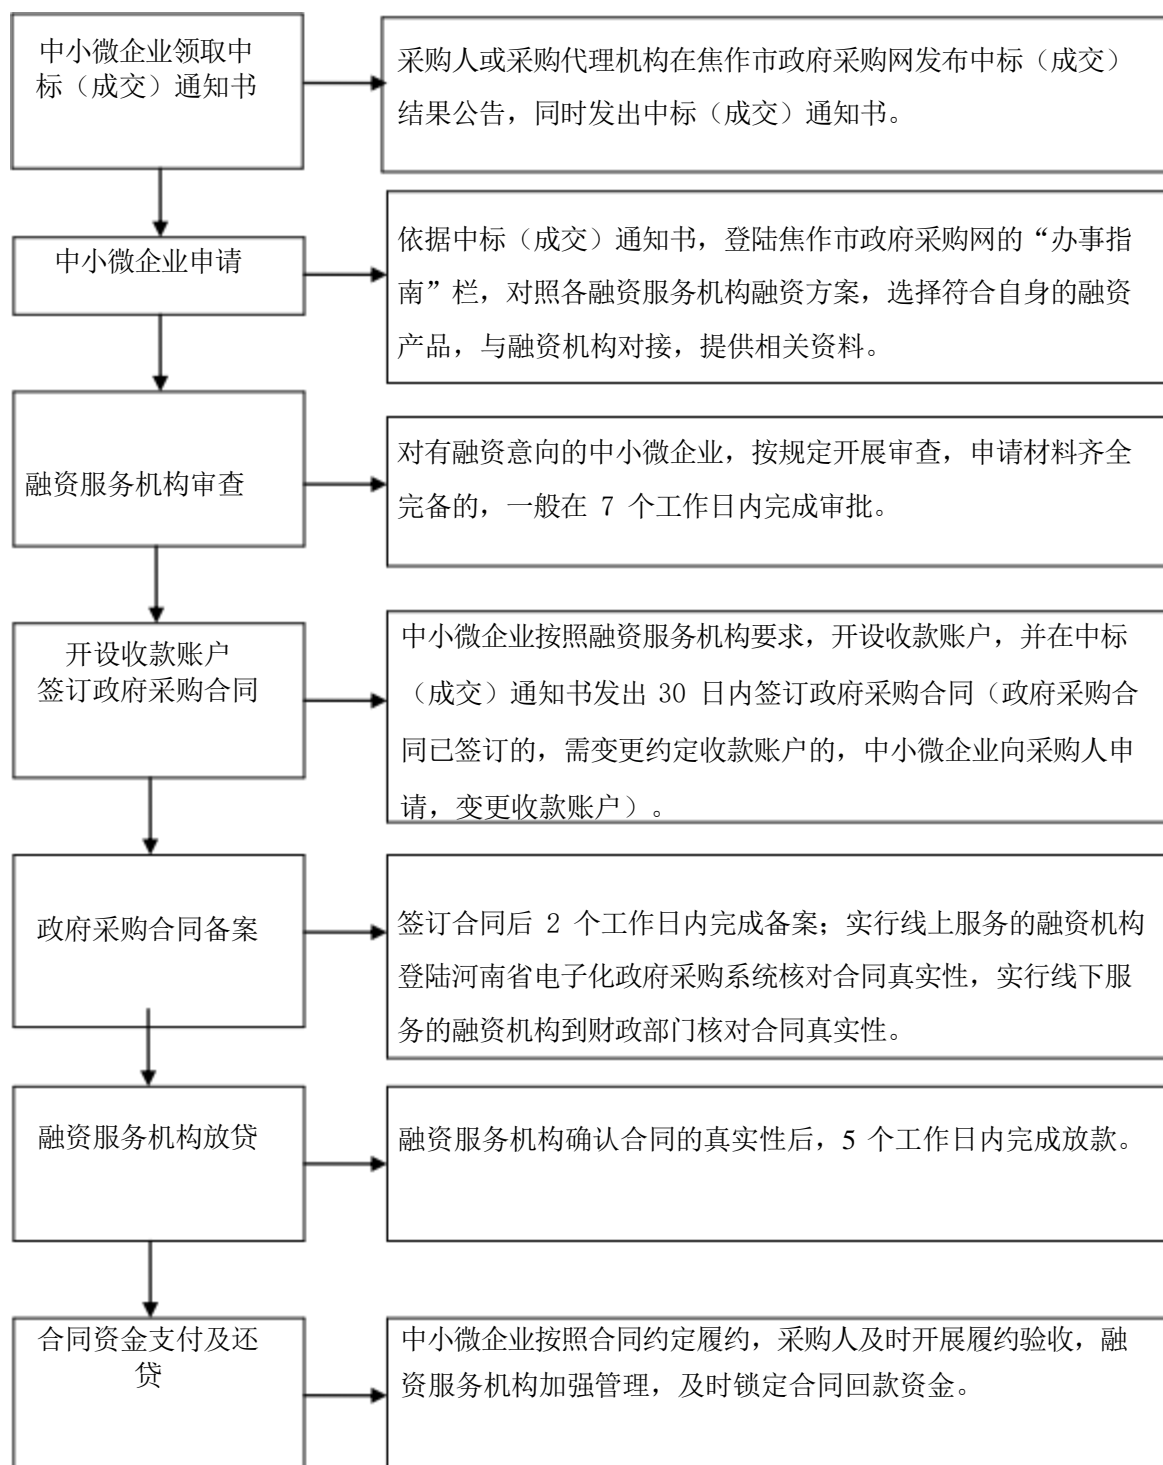 中小微企业领取中
标（成交）通知书
采购人或采购代理机构在焦作市政府采购网发布中标（成交）
结果公告，同时发出中标（成交）通知书。
中小微企业申请
依据中标（成交）通知书，登陆焦作市政府采购网的“办事指
南”栏，对照各融资服务机构融资方案，选择符合自身的融资
产品，与融资机构对接，提供相关资料。
融资服务机构审查
对有融资意向的中小微企业，按规定开展审查，申请材料齐全
完备的，一般在 7 个工作日内完成审批。
开设收款账户
签订政府采购合同
中小微企业按照融资服务机构要求，开设收款账户，并在中标
（成交）通知书发出 30 日内签订政府采购合同（政府采购合
同已签订的，需变更约定收款账户的，中小微企业向采购人申
请，变更收款账户）。
政府采购合同备案
签订合同后 2 个工作日内完成备案；实行线上服务的融资机构
登陆河南省电子化政府采购系统核对合同真实性，实行线下服
务的融资机构到财政部门核对合同真实性。
融资服务机构放贷
融资服务机构确认合同的真实性后，5 个工作日内完成放款。
合同资金支付及还
贷
中小微企业按照合同约定履约，采购人及时开展履约验收，融
资服务机构加强管理，及时锁定合同回款资金。